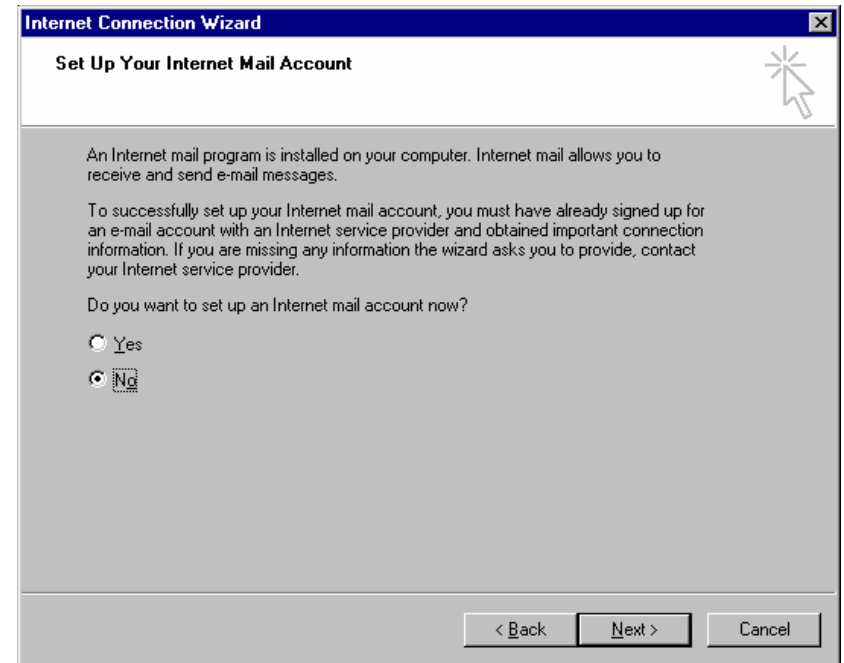 Internet Connection Wizard
Set Up Your Internet Mail Account
An Internet mail program is installed on your computer. Internet mail allows you to
receive and send e-mail messages.
To successfully set up your Internet mail account, you must have already signed up for
an e-mail account with an Internet service provider and obtained important connection
information. If you are missing any information the wizard asks you to provide, contact
your Internet service provider.
Do you want to set up an Internet mail account now?
Yes
No
< Back Next > Cancel